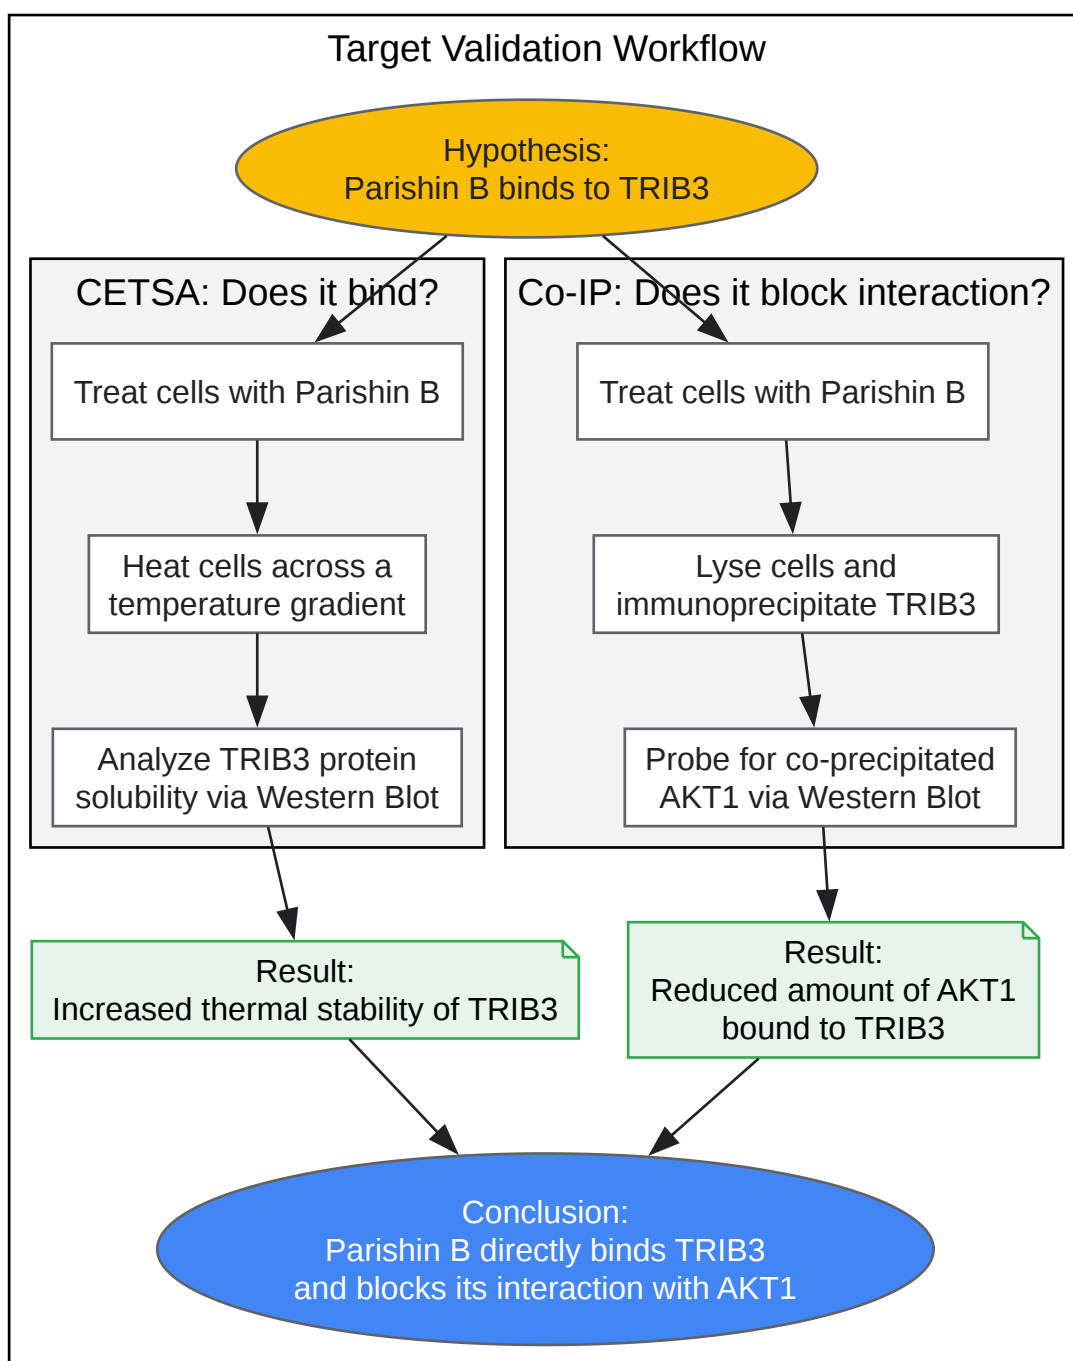 Target Validation Workflow
Hypothesis:
Parishin B binds to TRIB3
CETSA: Does it bind?
Treat cells with Parishin B
Heat cells across a
temperature gradient
Analyze TRIB3 protein
solubility via Western Blot
Co-IP: Does it block interaction?
Treat cells with Parishin B
Lyse cells and
immunoprecipitate TRIB3
Probe for co-precipitated
AKT1 via Western Blot
Result:
Increased thermal stability of TRIB3
Result:
Reduced amount of AKT1
bound to TRIB3
Conclusion:
Parishin B directly binds TRIB3
and blocks its interaction with AKT1